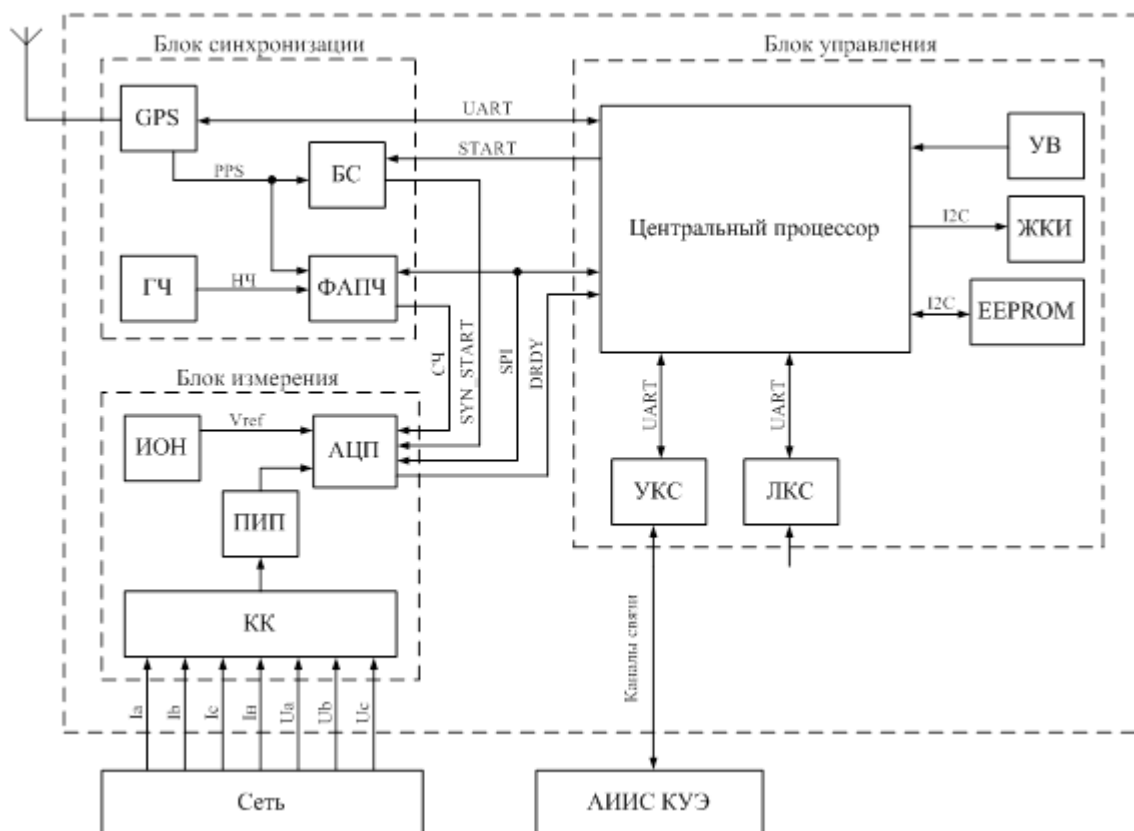 Блок синхронизации
Блок управления
GPS
UART
УВ
START
PPS
БС
I2C
ЖКИ
Центральный процессор
ГЧ
НЧ
ФАПЧ
I2C
EEPROM
СЧ
SYN_START
SPI
DRDY
Блок измерения
UART
UART
ИОН
Vref
АЦП
УКС
ЛКС
ПИП
КК
Каналы связи
Ia
Ib
Ic
Iн
Ua
Ub
Uc
Сеть
АИИС КУЭ